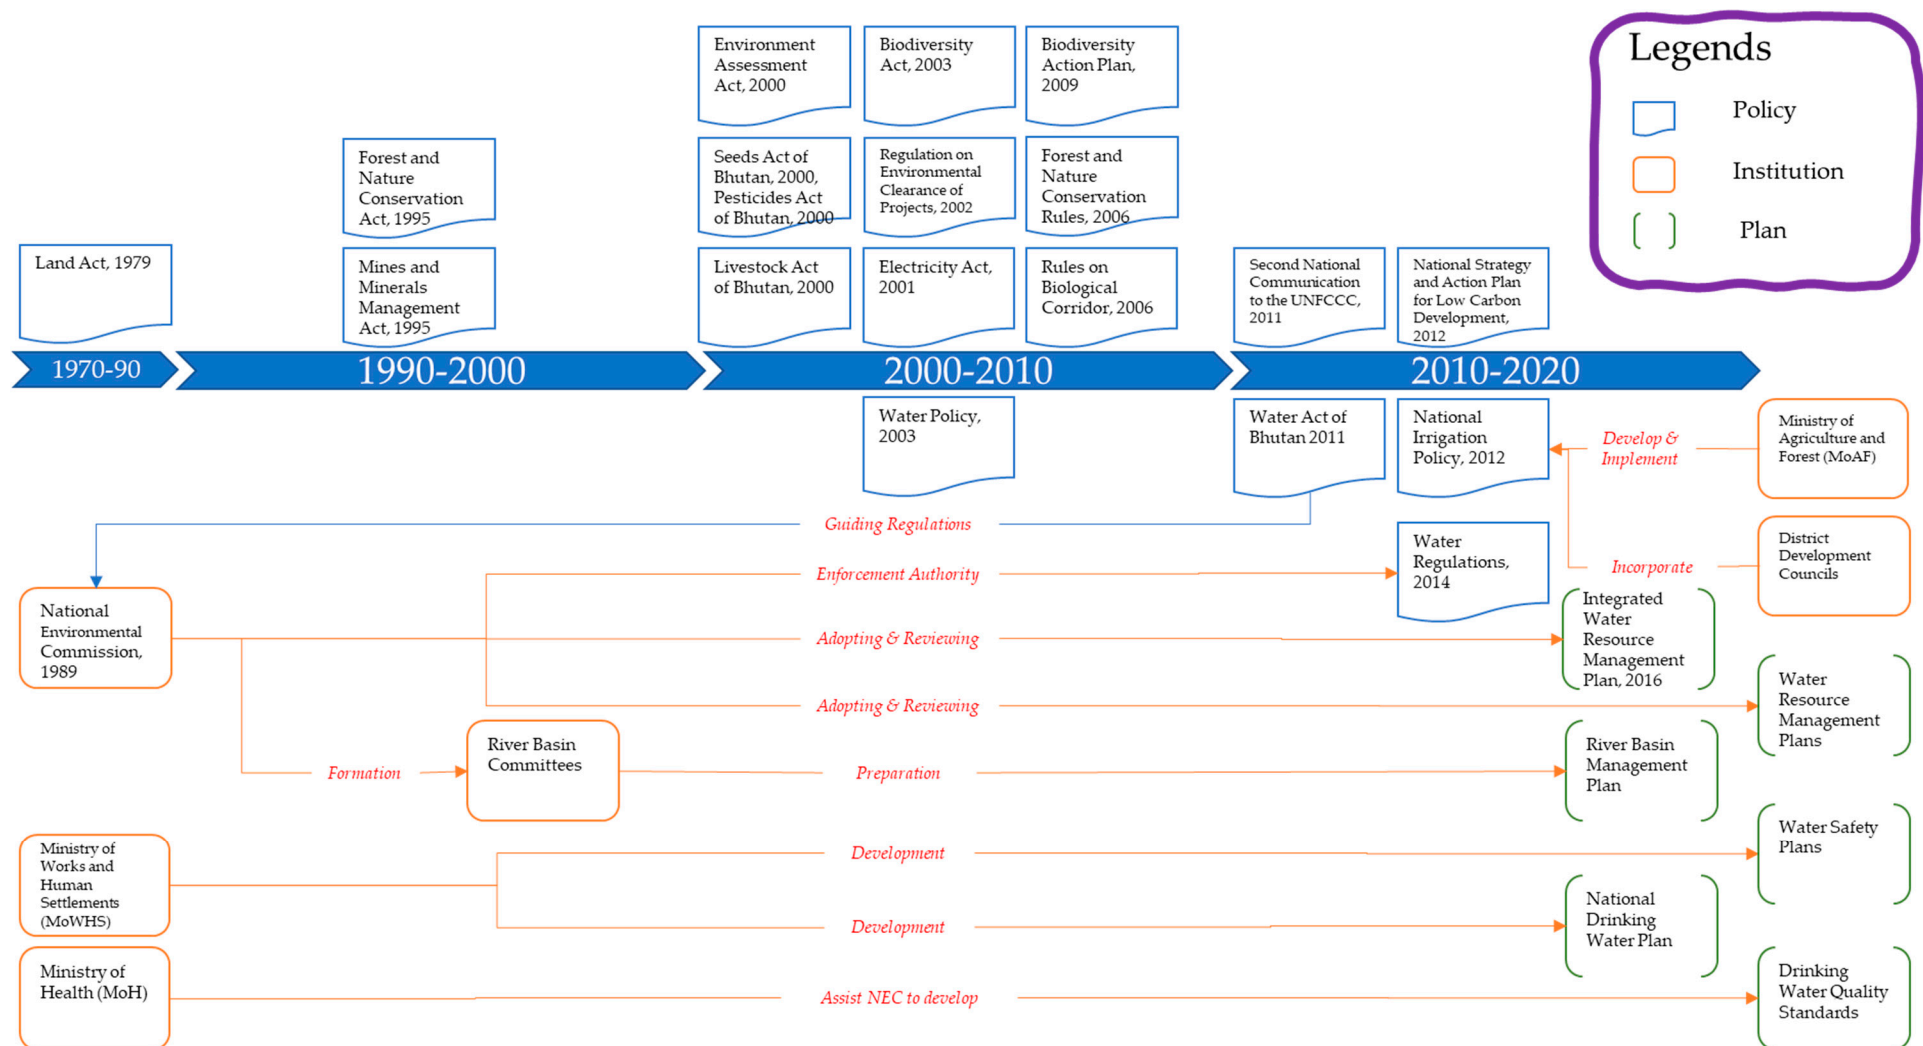 Legends
Policy
Institution
Plan
Environment
Assessment
Act, 2000
Biodiversity
Act, 2003
Biodiversity
Action Plan,
2009
Forest and
Nature
Conservation
Act, 1995
Seeds Act of
Bhutan, 2000,
Pesticides Act
of Bhutan, 2000
Regulation on
Environmental
Clearance of
Projects, 2002
Forest and
Nature
Conservation
Rules, 2006
Land Act, 1979
Mines and
Minerals
Management
Act, 1995
Livestock Act
of Bhutan, 2000
Electricity Act,
2001
Rules on
Biological
Corridor, 2006
Second National
Communication
to the UNFCCC,
2011
National Strategy
and Action Plan
for Low Carbon
Development,
2012
1970-90
1990-2000
2000-2010
2010-2020
Water Policy,
2003
Water Act of
Bhutan 2011
National
Irrigation
Policy, 2012
Develop &
Implement
Ministry of
Agriculture and
Forest (MoAF)
Guiding Regulations
Water
Regulations,
2014
Incorporate
District
Development
Councils
Enforcement Authority
National
Environmental
Commission,
1989
Adopting & Reviewing
Integrated
Water
Resource
Management
Plan, 2016
Adopting & Reviewing
Water
Resource
Management
Plans
Formation
River Basin
Committees
Preparation
River Basin
Management
Plan
Ministry of
Works and
Human
Settlements
(MoWHS)
Development
Water Safety
Plans
Development
National
Drinking
Water Plan
Ministry of
Health (MoH)
Assist NEC to develop
Drinking
Water Quality
Standards